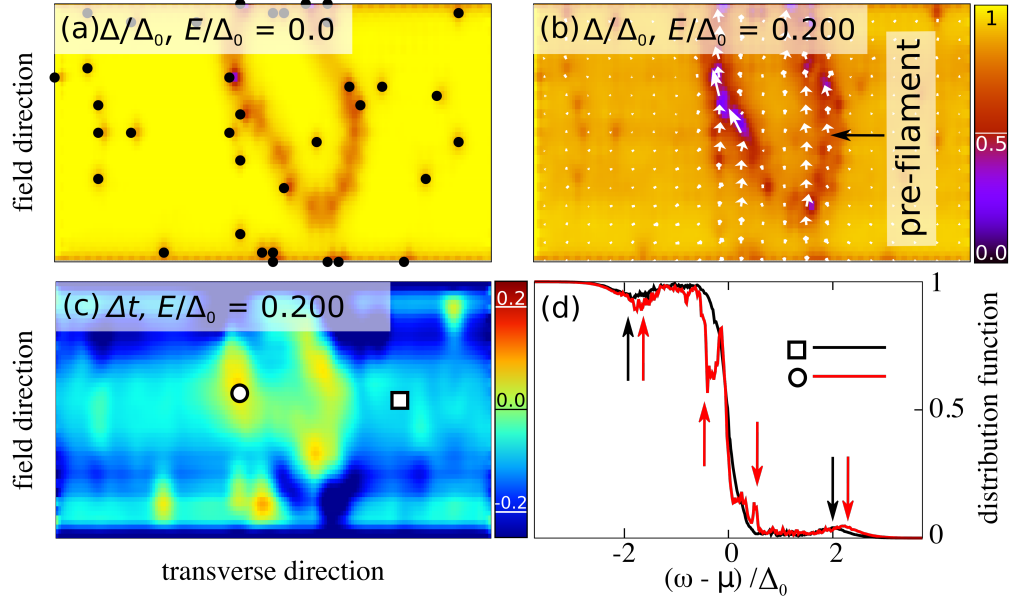 (a)Δ/Δ₀, E/Δ₀ = 0.0
field direction
(b)Δ/Δ₀, E/Δ₀ = 0.200
pre-filament
1
0.5
0.0
(c) Δt, E/Δ₀ = 0.200
field direction
transverse direction
0.2
0.0
-0.2
(d)
1
0.5
0
distribution function
-2
0
2
(ω - μ) /Δ₀